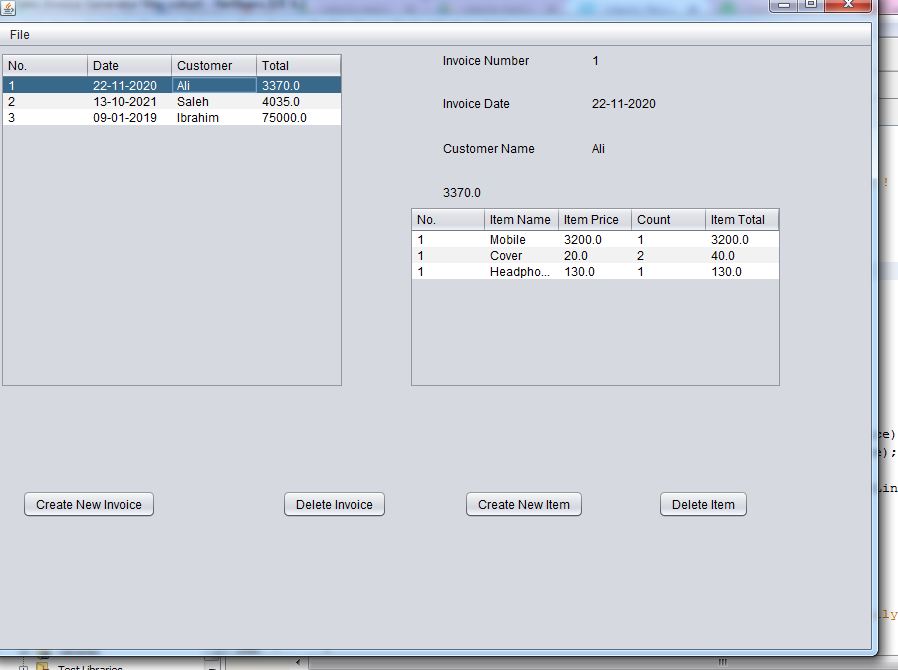 File
No. Date Customer Total
1 22-11-2020 Ali 3370.0
2 13-10-2021 Saleh 4035.0
3 09-01-2019 Ibrahim 75000.0
Invoice Number 1
Invoice Date 22-11-2020
Customer Name Ali
3370.0
No. Item Name Item Price Count Item Total
1 Mobile 3200.0 1 3200.0
1 Cover 20.0 2 40.0
1 Headpho... 130.0 1 130.0
Create New Invoice Delete Invoice Create New Item Delete Item
Test Libraries